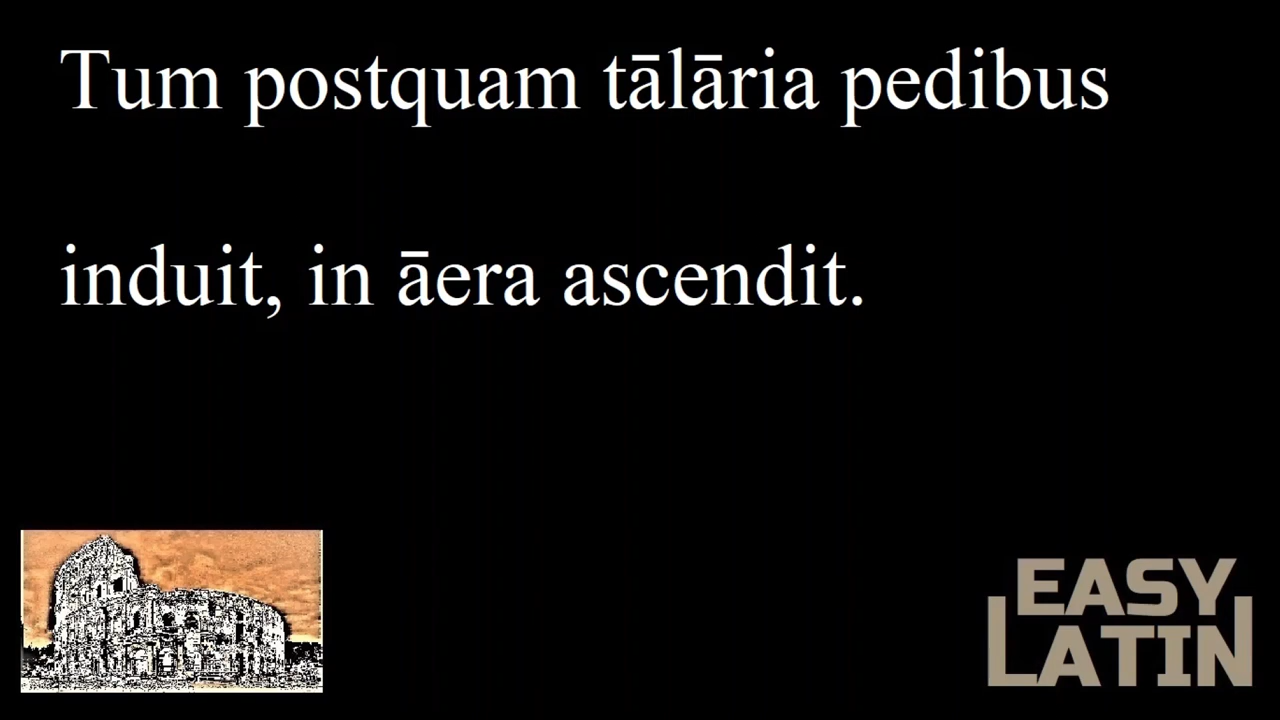 Tum postquam tālāria pedibus
induit, in āera ascendit.
EASY
LATIN